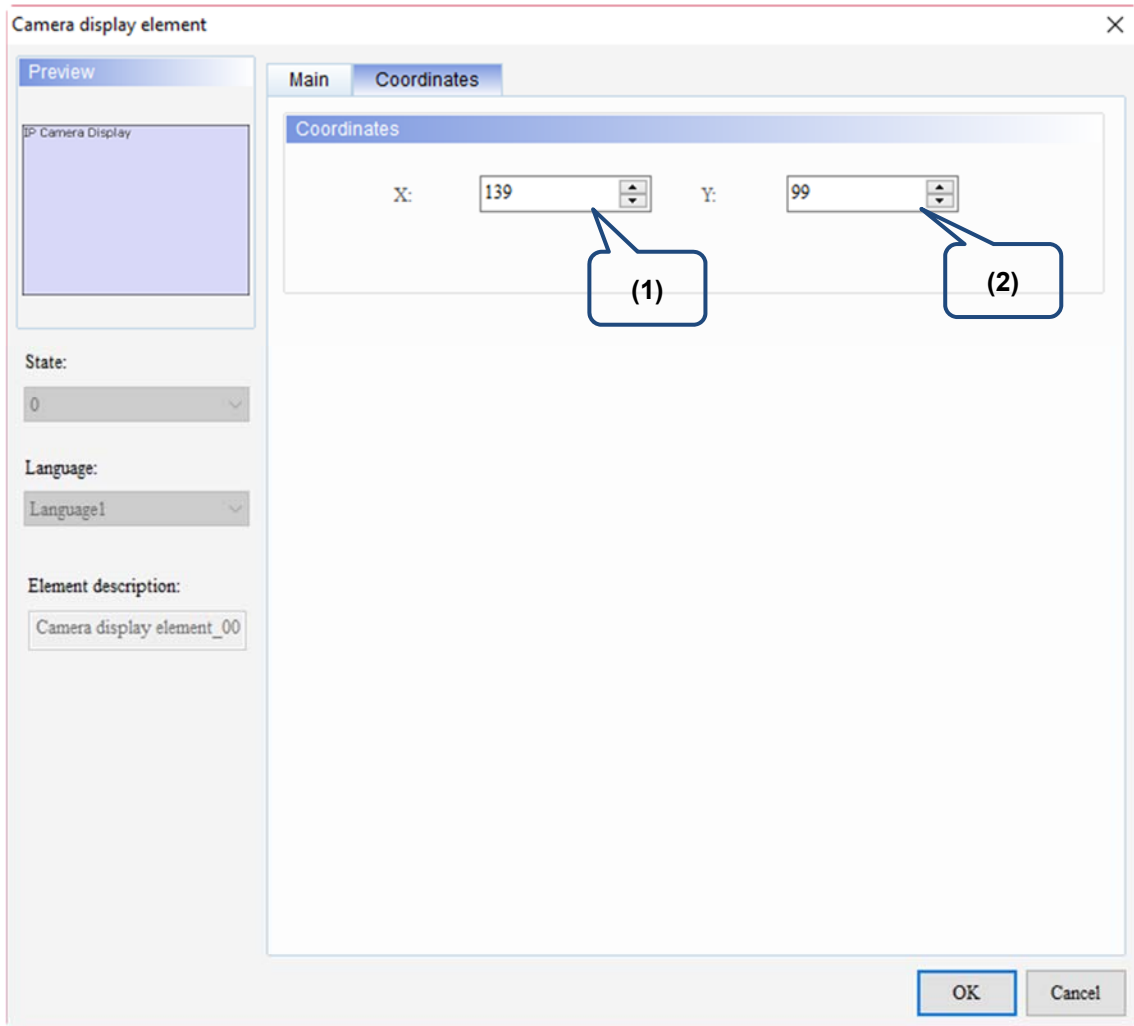 Camera display element
Preview
IP Camera Display
State:
0
Language:
Language1
Element description:
Camera display element_00
Main Coordinates
Coordinates
X: 139 Y: 99
(1) (2)
OK Cancel